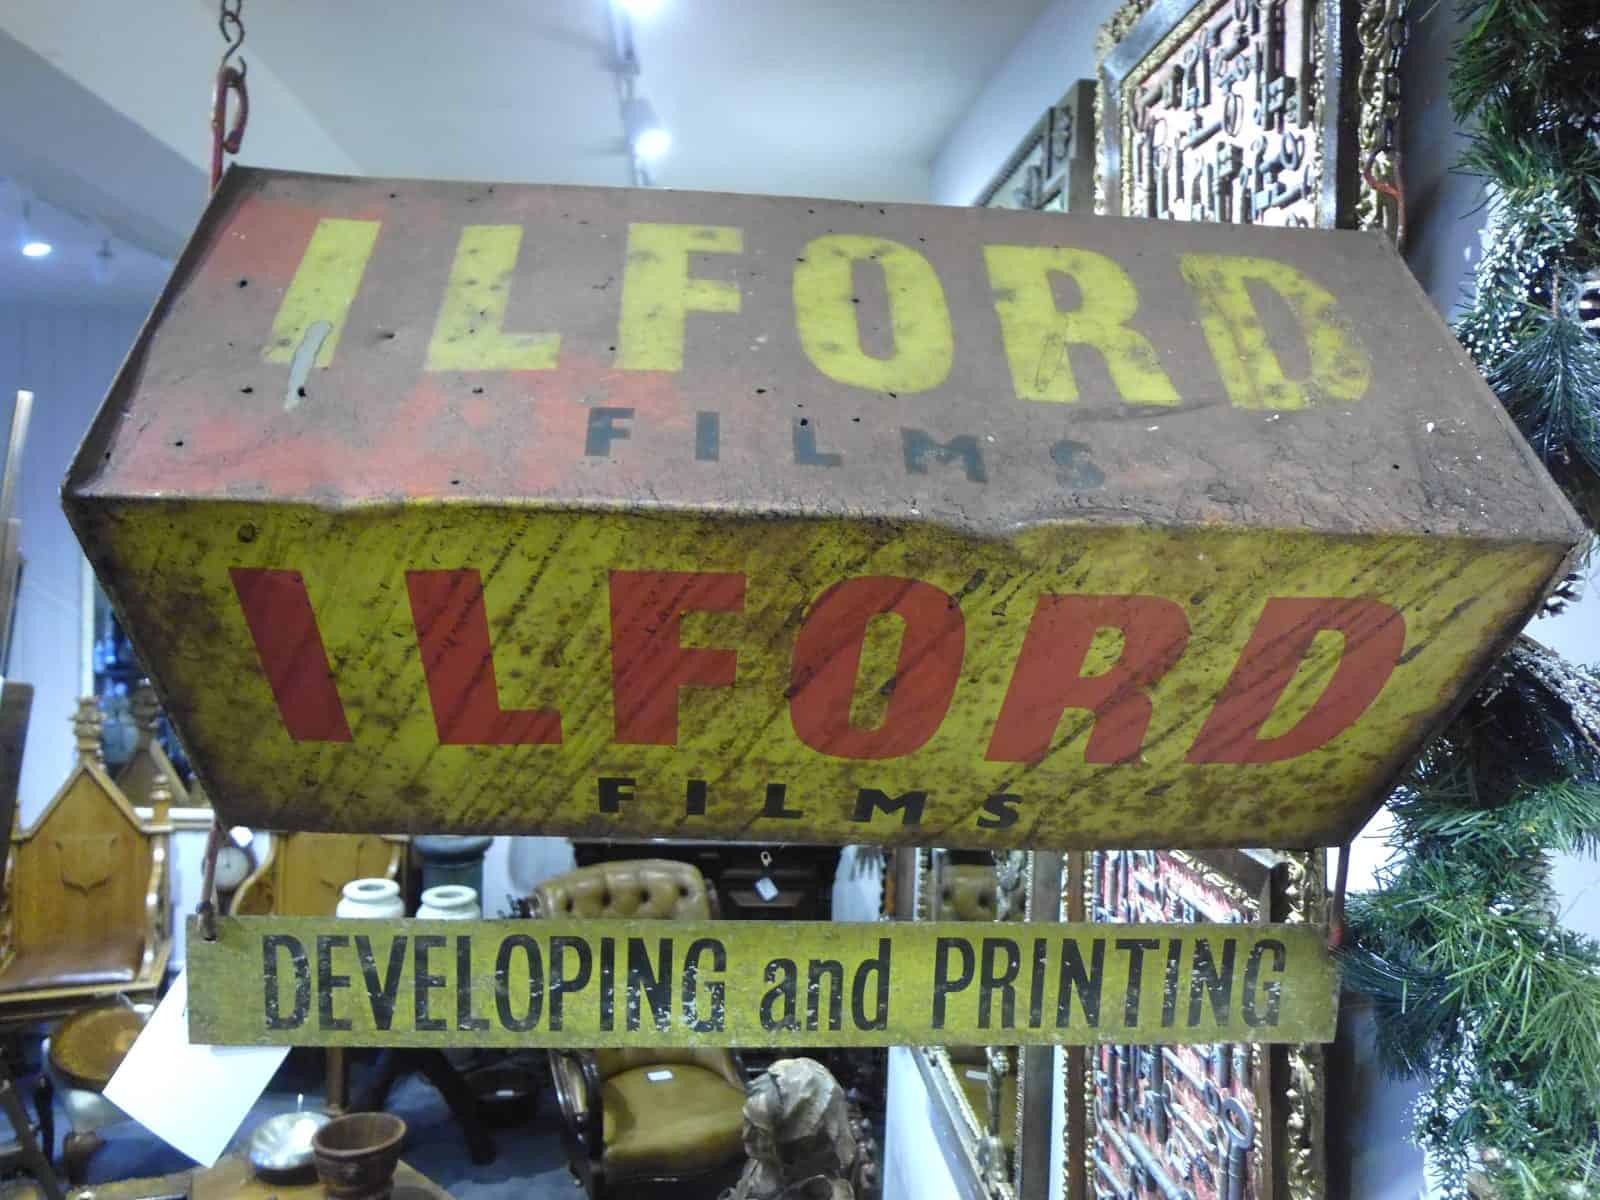 ILFORD
FILMS
ILFORD
FILMS
DEVELOPING and PRINTING